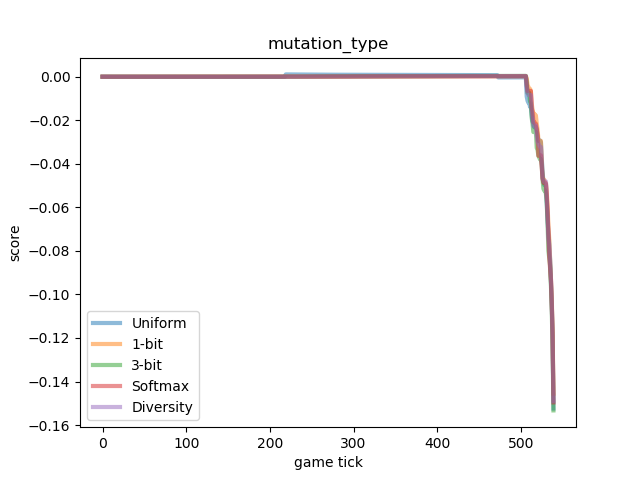 mutation_type
score
0.00
−0.02
−0.04
−0.06
−0.08
−0.10
−0.12
−0.14
−0.16
Uniform
1-bit
3-bit
Softmax
Diversity
0 100 200 300 400 500
game tick